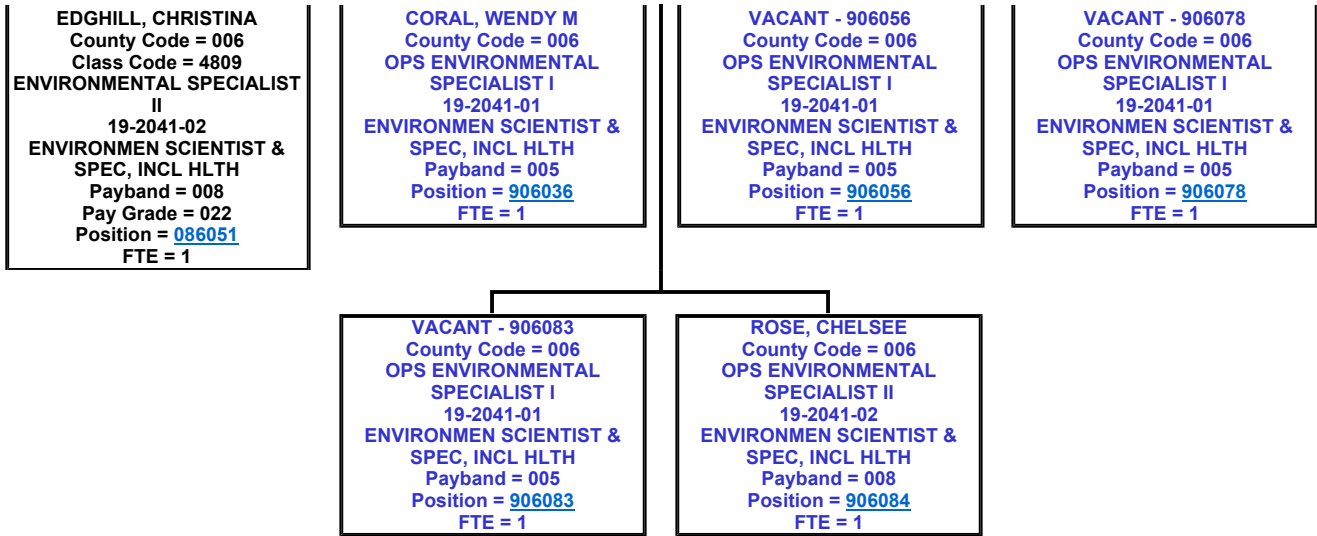 EDGHILL, CHRISTINA
County Code = 006
Class Code = 4809
ENVIRONMENTAL SPECIALIST
II
19-2041-02
ENVIRONMEN SCIENTIST &
SPEC, INCL HLTH
Payband = 008
Pay Grade = 022
Position = 086051
FTE = 1
CORAL, WENDY M
County Code = 006
OPS ENVIRONMENTAL
SPECIALIST I
19-2041-01
ENVIRONMEN SCIENTIST &
SPEC, INCL HLTH
Payband = 005
Position = 906036
FTE = 1
VACANT - 906056
County Code = 006
OPS ENVIRONMENTAL
SPECIALIST I
19-2041-01
ENVIRONMEN SCIENTIST &
SPEC, INCL HLTH
Payband = 005
Position = 906056
FTE = 1
VACANT - 906078
County Code = 006
OPS ENVIRONMENTAL
SPECIALIST I
19-2041-01
ENVIRONMEN SCIENTIST &
SPEC, INCL HLTH
Payband = 005
Position = 906078
FTE = 1
VACANT - 906083
County Code = 006
OPS ENVIRONMENTAL
SPECIALIST I
19-2041-01
ENVIRONMEN SCIENTIST &
SPEC, INCL HLTH
Payband = 005
Position = 906083
FTE = 1
ROSE, CHELSEE
County Code = 006
OPS ENVIRONMENTAL
SPECIALIST II
19-2041-02
ENVIRONMEN SCIENTIST &
SPEC, INCL HLTH
Payband = 008
Position = 906084
FTE = 1